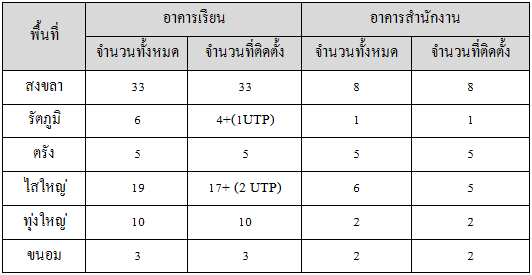 พื้นที่ อาคารเรียน อาคารสำนักงาน
จำนวนทั้งหมด จำนวนที่ติดตั้ง จำนวนทั้งหมด จำนวนที่ติดตั้ง
สงขลา 33 33 8 8
รัตภูมิ 6 4+(1UTP) 1 1
ตรัง 5 5 5 5
ไสใหญ่ 19 17+ (2 UTP) 6 5
ทุ่งใหญ่ 10 10 2 2
ขนอม 3 3 2 2